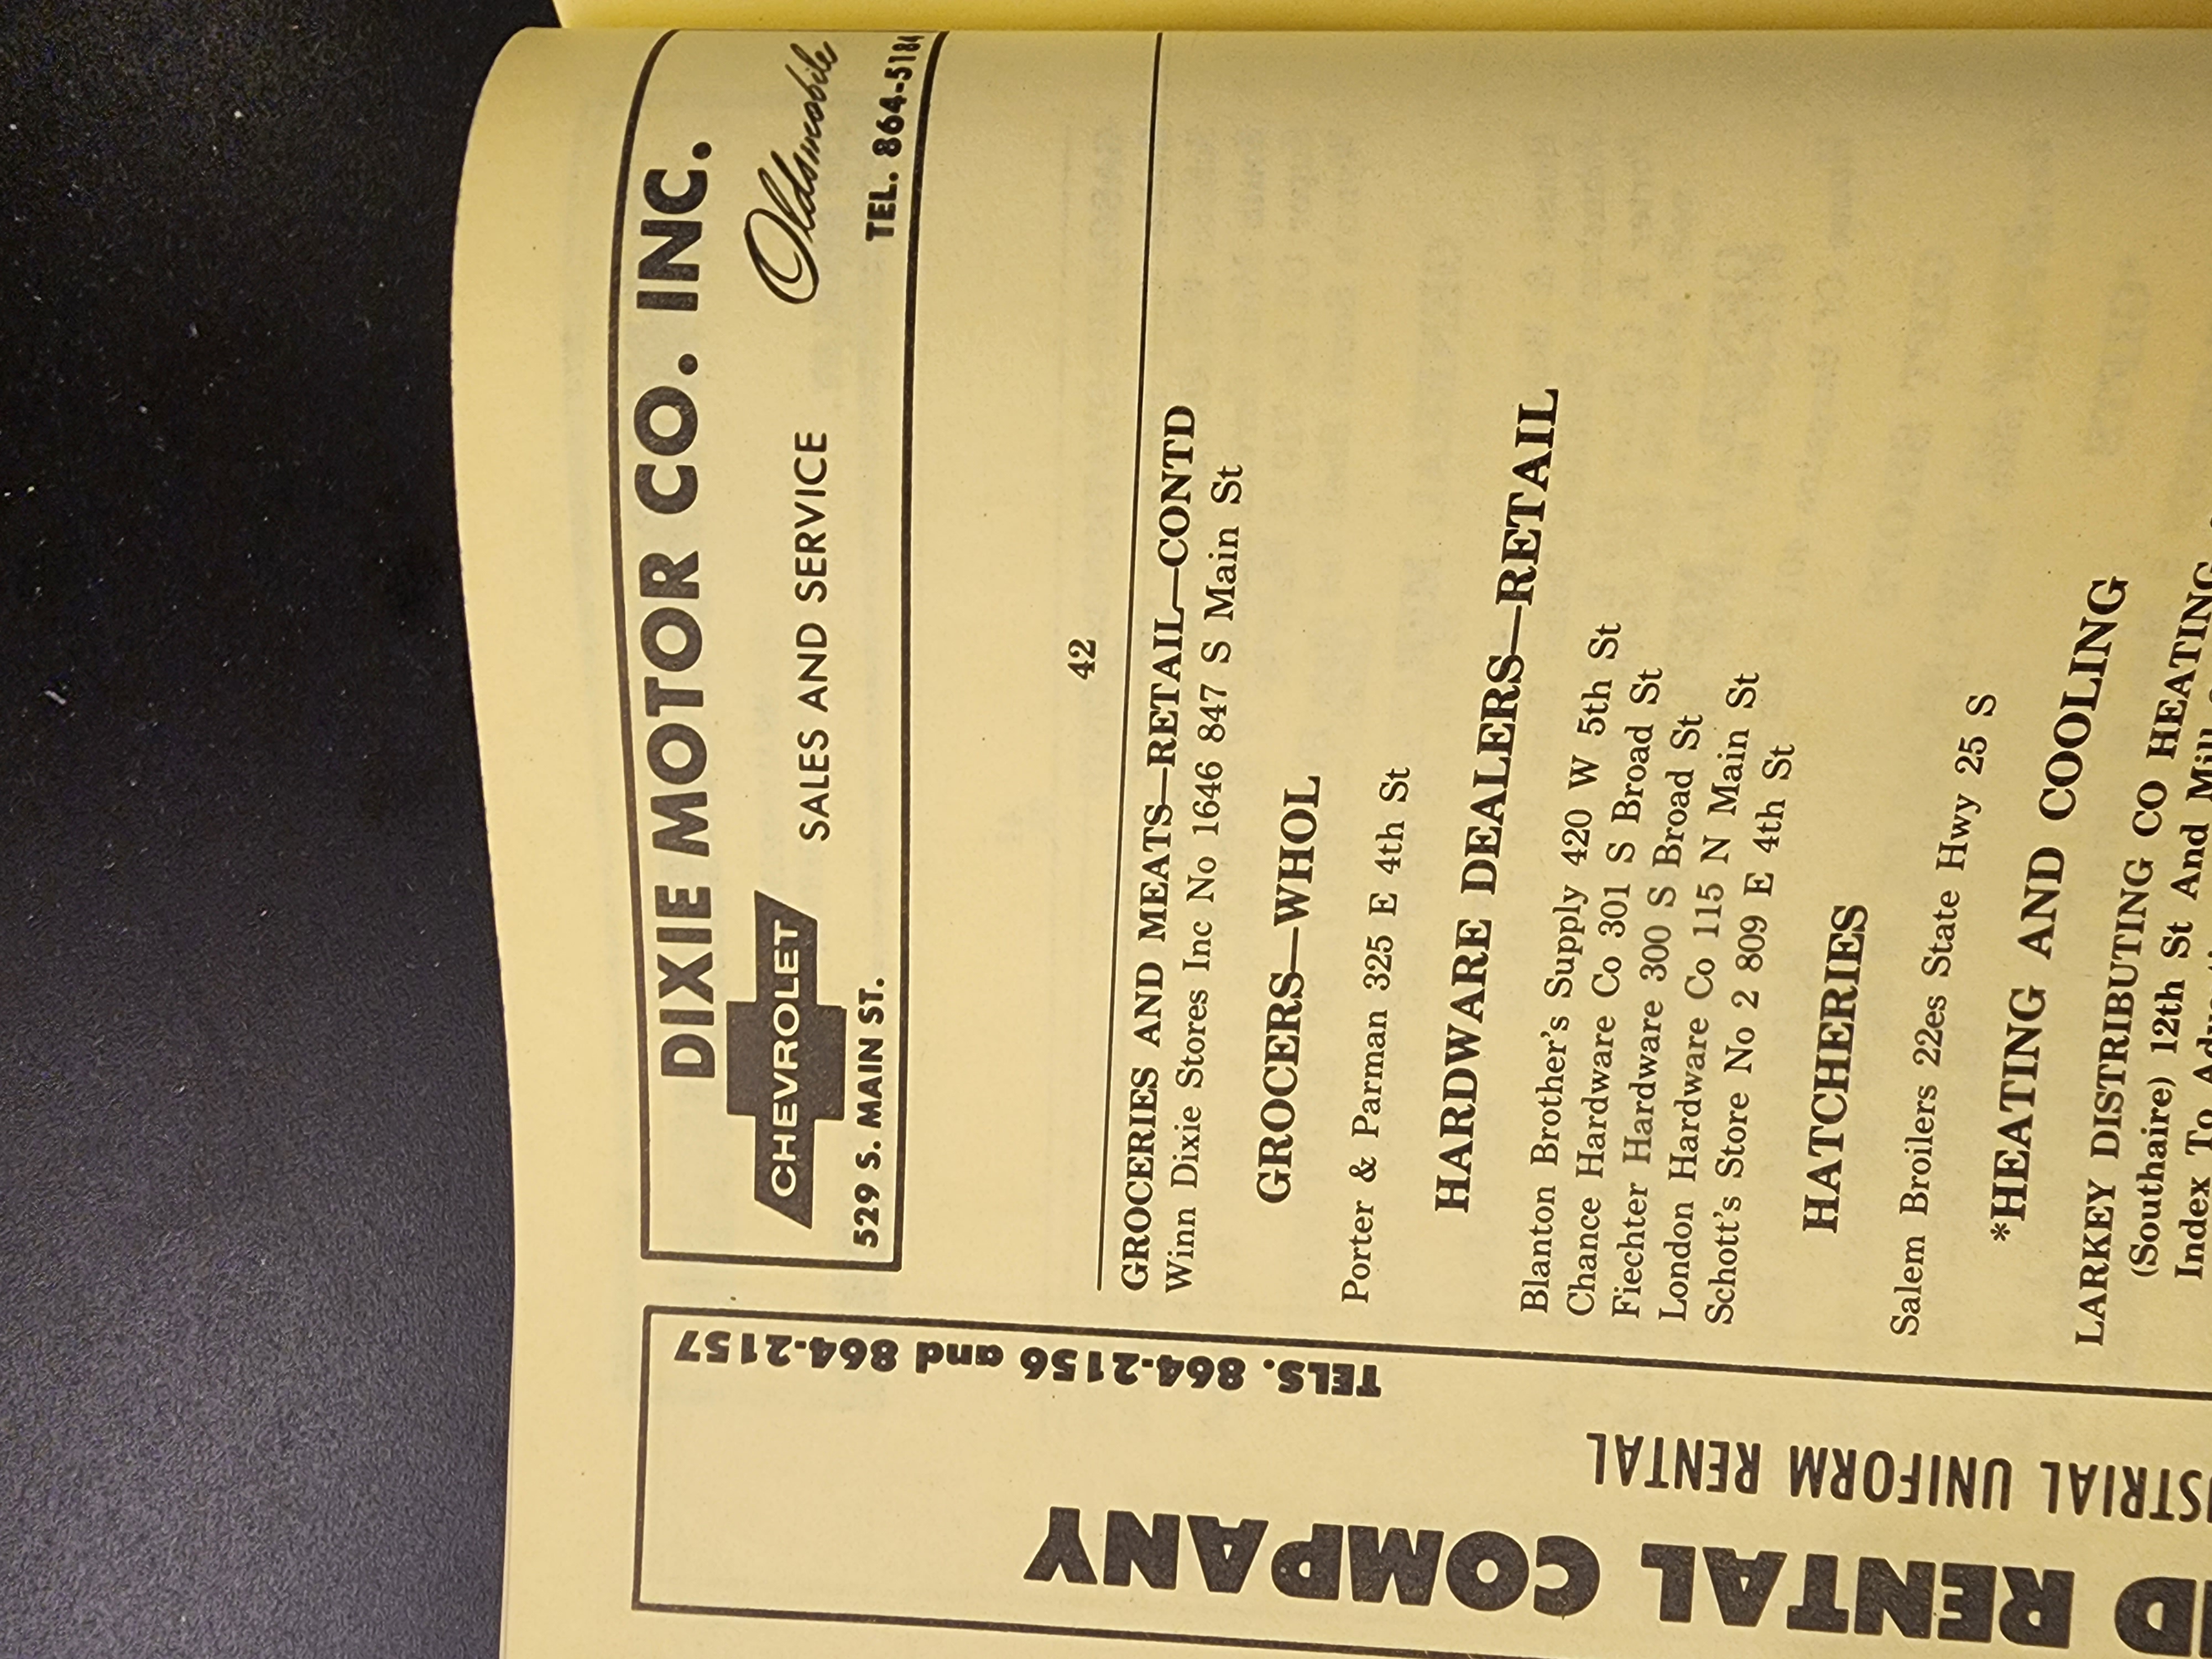 DIXIE MOTOR CO. INC.
CHEVROLET
SALES AND SERVICE
Oldsmobile
529 S. MAIN ST.
TEL. 864-5184
42
GROCERIES AND MEATS—RETAIL—CONTD
Winn Dixie Stores Inc No 1646 847 S Main St
GROCERS—WHOL
Porter & Parman 325 E 4th St
HARDWARE DEALERS—RETAIL
Blanton Brother's Supply 420 W 5th St
Chance Hardware Co 301 S Broad St
Fiechter Hardware 300 S Broad St
London Hardware Co 115 N Main St
Schott's Store No 2 809 E 4th St
HATCHERIES
Salem Broilers 22es State Hwy 25 S
*HEATING AND COOLING
LARKEY DISTRIBUTING CO HEATING
(Southaire) 12th St And Mill
Index To
TELS. 864-2156 and 864-2157
UNIFORM RENTAL
RENTAL COMPANY